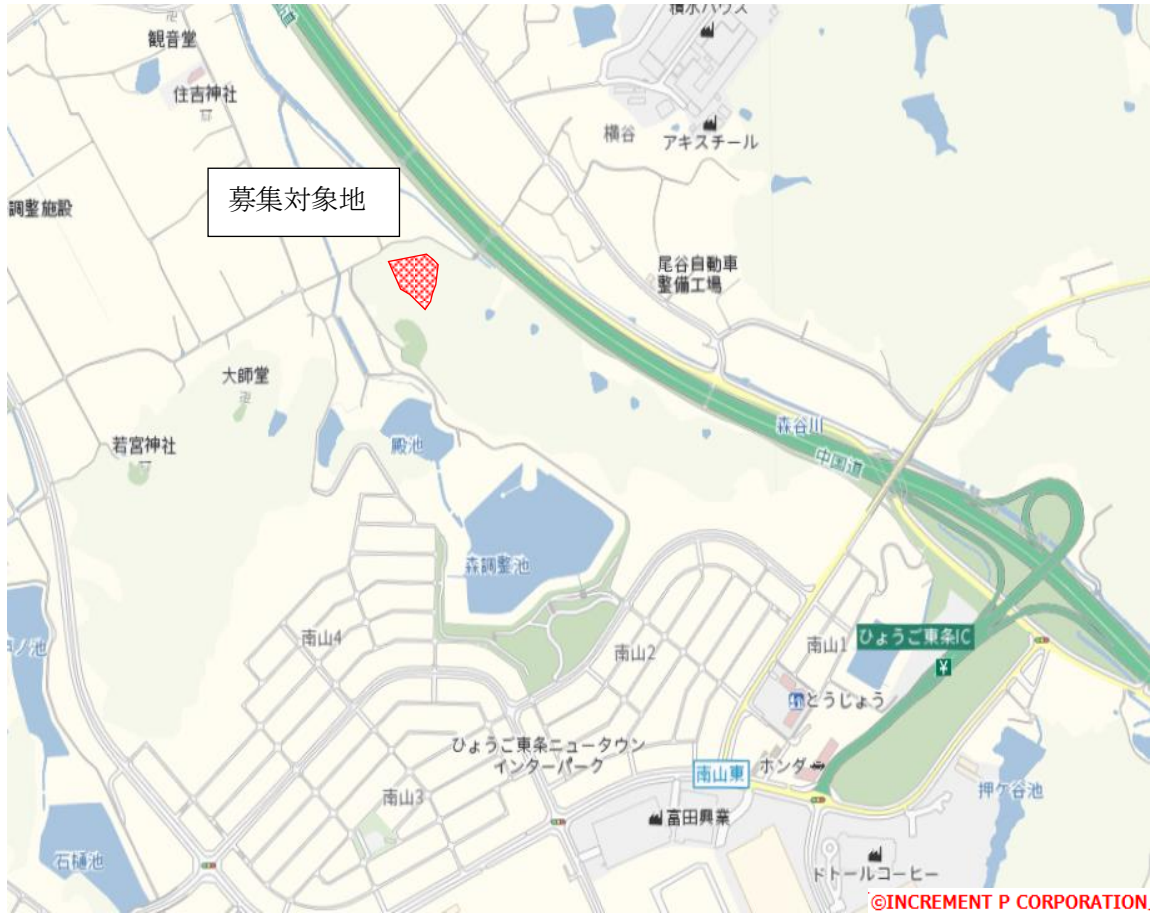 積水ハウス
観音堂
住吉神社
横谷
アキスチール
募集対象地
調整施設
尾谷自動車
整備工場
大師堂
若宮神社
殿池
森谷川
中国道
森調整池
南山4
南山2
南山1
ひょうご東条IC
¥
とうじょう
ひょうご東条ニュータウン
インターパーク
南山東
ホンダ
南山3
富田興業
押ケ谷池
石樋池
ドトールコーヒー
©INCREMENT P CORPORATION